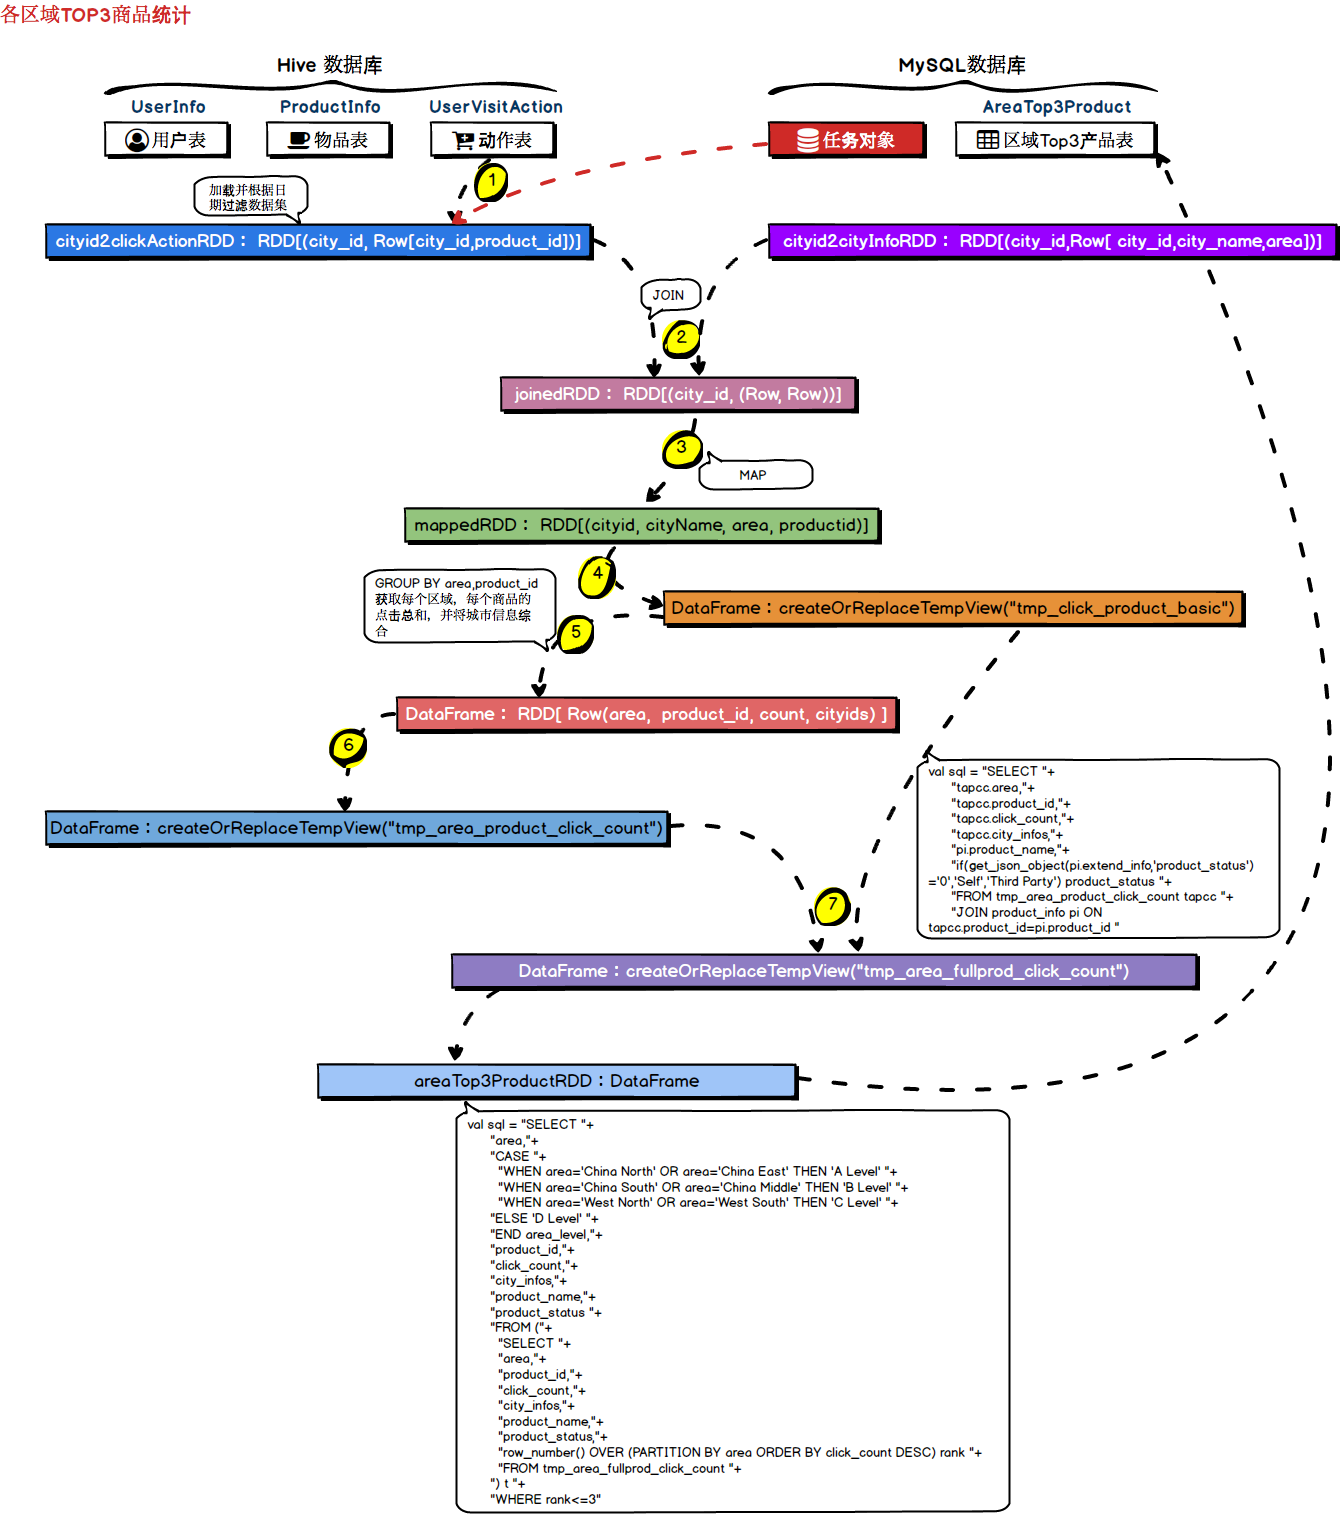 各区域TOP3商品统计
Hive 数据库
MySQL数据库
UserInfo
ProductInfo
UserVisitAction
AreaTop3Product
用户表
物品表
动作表
任务对象
区域Top3产品表
1
加载并根据日
期过滤数据集
cityid2clickActionRDD： RDD[(city_id, Row[city_id,product_id])]
cityid2cityInfoRDD： RDD[(city_id,Row[ city_id,city_name,area])]
JOIN
2
joinedRDD： RDD[(city_id, (Row, Row))]
3
MAP
mappedRDD： RDD[(cityid, cityName, area, productid)]
4
GROUP BY area,product_id
获取每个区域，每个商品的
点击总和，并将城市信息综
合
DataFrame：createOrReplaceTempView("tmp_click_product_basic")
5
DataFrame： RDD[ Row(area, product_id, count, cityids) ]
6
DataFrame：createOrReplaceTempView("tmp_area_product_click_count")
val sql = "SELECT "+
"tapcc.area,"+
"tapcc.product_id,"+
"tapcc.click_count,"+
"tapcc.city_infos,"+
"pi.product_name,"+
"if(get_json_object(pi.extend_info,'product_status')
='0','Self','Third Party') product_status "+
"FROM tmp_area_product_click_count tapcc "+
"JOIN product_info pi ON
tapcc.product_id=pi.product_id "
7
DataFrame：createOrReplaceTempView("tmp_area_fullprod_click_count")
areaTop3ProductRDD：DataFrame
val sql = "SELECT "+
"area,"+
"CASE "+
"WHEN area='China North' OR area='China East' THEN 'A Level' "+
"WHEN area='China South' OR area='China Middle' THEN 'B Level' "+
"WHEN area='West North' OR area='West South' THEN 'C Level' "+
"ELSE 'D Level' "+
"END area_level,"+
"product_id,"+
"click_count,"+
"city_infos,"+
"product_name,"+
"product_status "+
"FROM ("+
"SELECT "+
"area,"+
"product_id,"+
"click_count,"+
"city_infos,"+
"product_name,"+
"product_status,"+
"row_number() OVER (PARTITION BY area ORDER BY click_count DESC) rank "+
"FROM tmp_area_fullprod_click_count "+
") t "+
"WHERE rank<=3"